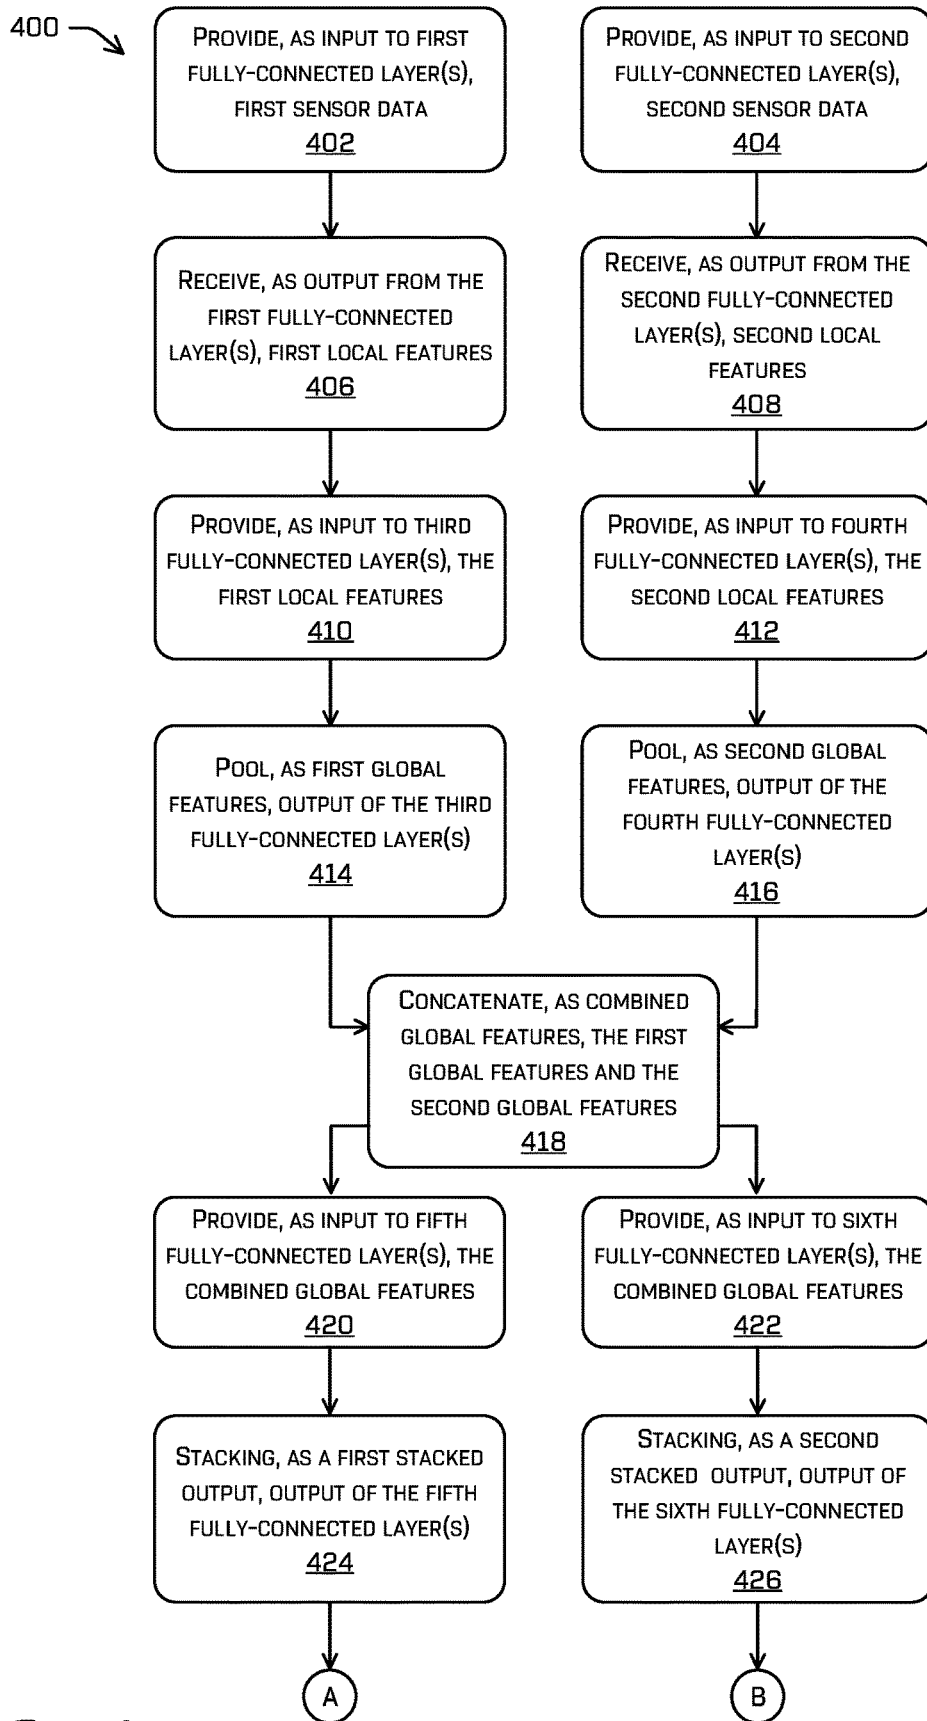 400
PROVIDE, AS INPUT TO FIRST
FULLY-CONNECTED LAYER(S),
FIRST SENSOR DATA
402
PROVIDE, AS INPUT TO SECOND
FULLY-CONNECTED LAYER(S),
SECOND SENSOR DATA
404
RECEIVE, AS OUTPUT FROM THE
FIRST FULLY-CONNECTED
LAYER(S), FIRST LOCAL FEATURES
406
RECEIVE, AS OUTPUT FROM THE
SECOND FULLY-CONNECTED
LAYER(S), SECOND LOCAL
FEATURES
408
PROVIDE, AS INPUT TO THIRD
FULLY-CONNECTED LAYER(S), THE
FIRST LOCAL FEATURES
410
PROVIDE, AS INPUT TO FOURTH
FULLY-CONNECTED LAYER(S), THE
SECOND LOCAL FEATURES
412
POOL, AS FIRST GLOBAL
FEATURES, OUTPUT OF THE THIRD
FULLY-CONNECTED LAYER(S)
414
POOL, AS SECOND GLOBAL
FEATURES, OUTPUT OF THE
FOURTH FULLY-CONNECTED
LAYER(S)
416
CONCATENATE, AS COMBINED
GLOBAL FEATURES, THE FIRST
GLOBAL FEATURES AND THE
SECOND GLOBAL FEATURES
418
PROVIDE, AS INPUT TO FIFTH
FULLY-CONNECTED LAYER(S), THE
COMBINED GLOBAL FEATURES
420
PROVIDE, AS INPUT TO SIXTH
FULLY-CONNECTED LAYER(S), THE
COMBINED GLOBAL FEATURES
422
STACKING, AS A FIRST STACKED
OUTPUT, OUTPUT OF THE FIFTH
FULLY-CONNECTED LAYER(S)
424
STACKING, AS A SECOND
STACKED OUTPUT, OUTPUT OF
THE SIXTH FULLY-CONNECTED
LAYER(S)
426
A
B